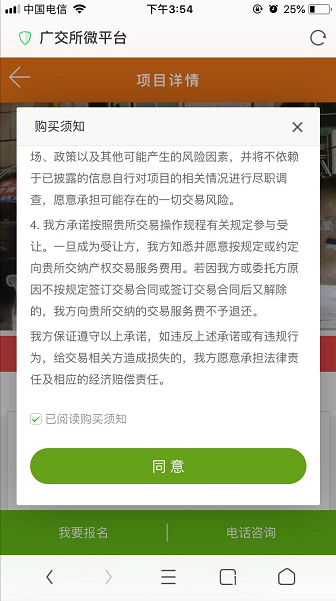 中国电信
下午3:54
25%
广交所微平台
项目详情
购买须知
场、政策以及其他可能产生的风险因素，并将不依赖
于已披露的信息自行对项目的相关情况进行尽职调
查，愿意承担可能存在的一切交易风险。
4. 我方承诺按照贵所交易操作规程有关规定参与受
让。一旦成为受让方，我方知悉并愿意按规定或约定
向贵所交纳产权交易服务费用。若因我方或委托方原
因不按规定签订交易合同或签订交易合同后又解除
的，我方向贵所交纳的交易服务费不予退还。
我方保证遵守以上承诺，如违反上述承诺或有违规行
为，给交易相关方造成损失的，我方愿意承担法律责
任及相应的经济赔偿责任。
已阅读购买须知
同意
我要报名
电话咨询
1